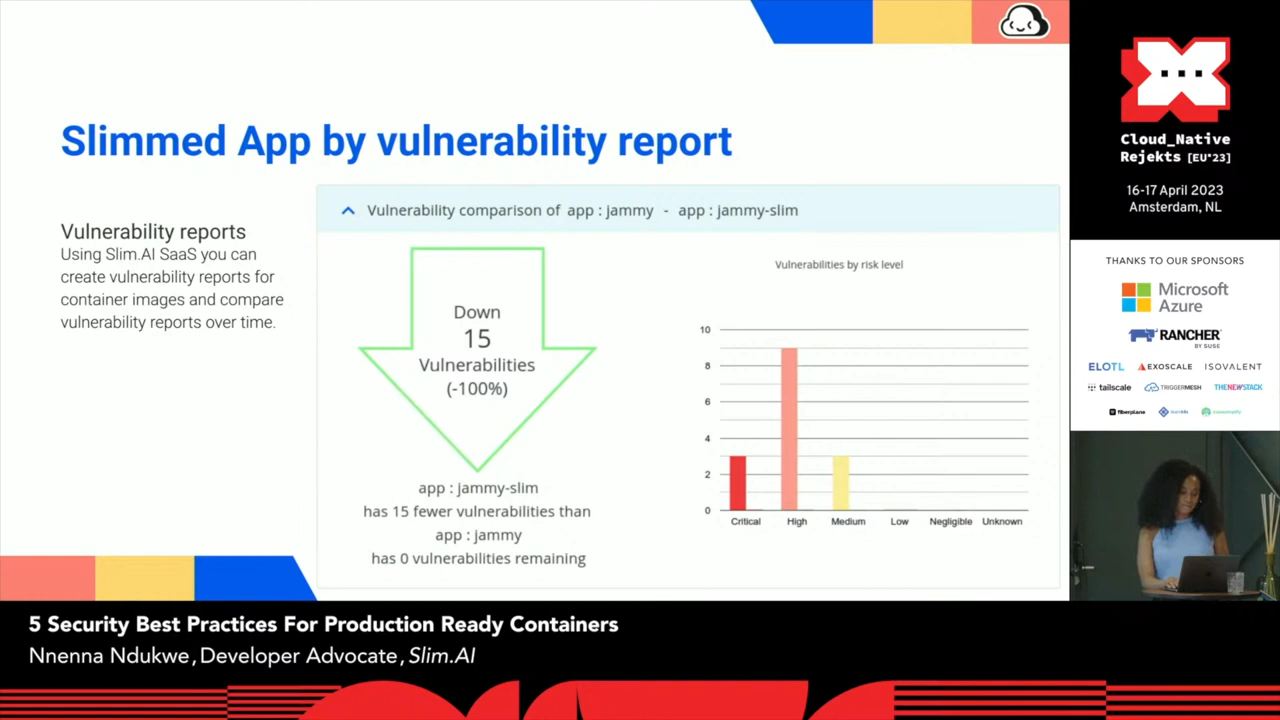 Slimmed App by vulnerability report
Vulnerability reports
Using Slim.AI SaaS you can
create vulnerability reports for
container images and compare
vulnerability reports over time.
Vulnerability comparison of app : jammy - app : jammy-slim
Down
15
Vulnerabilities
(-100%)
app : jammy-slim
has 15 fewer vulnerabilities than
app : jammy
has 0 vulnerabilities remaining
Vulnerabilities by risk level
10
8
6
4
2
0
Critical High Medium Low Negligible Unknown
Cloud_Native
Rejekts [EU'23]
16-17 April 2023
Amsterdam, NL
THANKS TO OUR SPONSORS
Microsoft
Azure
RANCHER
BY SUSE
ELOTL EXOSCALE ISOVALENT
tailscale TRIGGERMESH THENEWSTACK
fiberplane
5 Security Best Practices For Production Ready Containers
Nnenna Ndukwe, Developer Advocate, Slim.AI